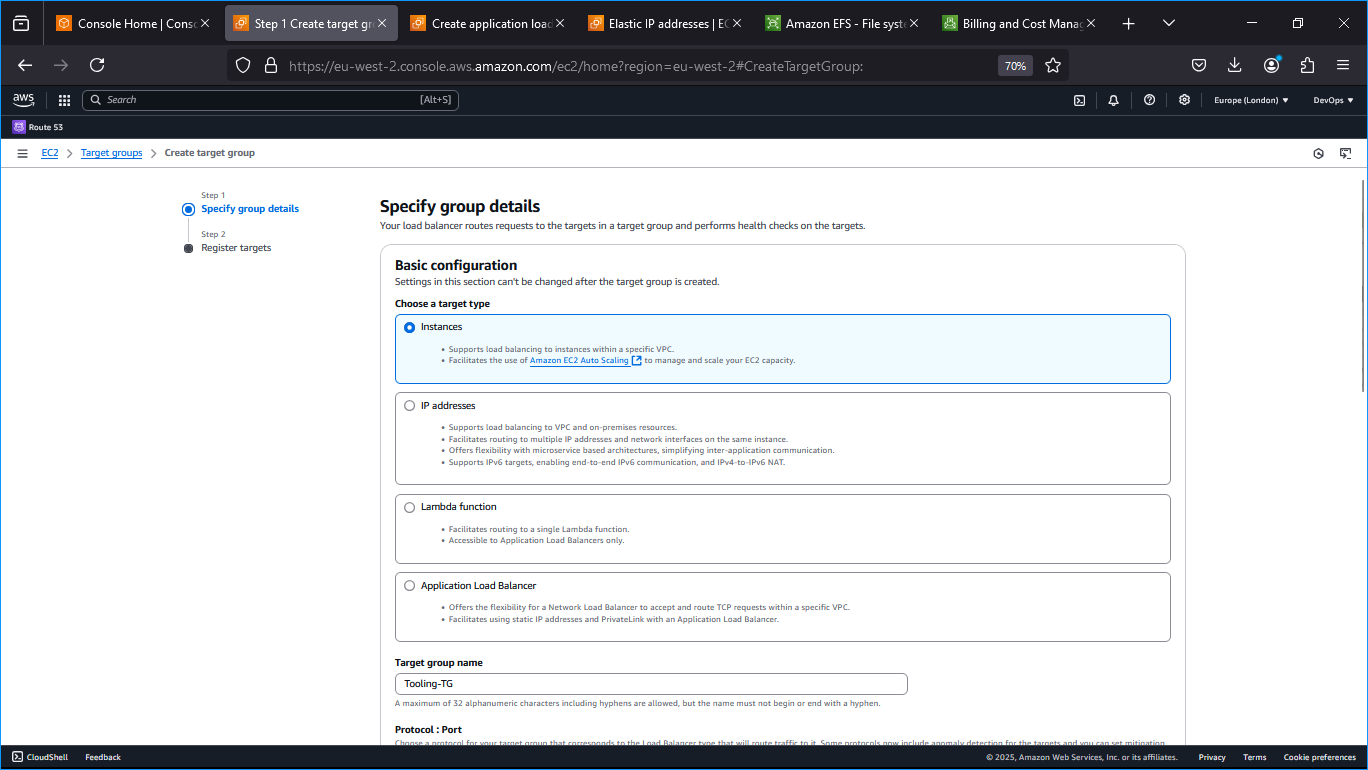 Console Home | Conso
Step 1 Create target gro
Create application load
Elastic IP addresses | EC
Amazon EFS - File syste
Billing and Cost Manag
https://eu-west-2.console.aws.amazon.com/ec2/home?region=eu-west-2#CreateTargetGroup:
70%
aws
Search
[Alt+S]
Europe (London)
DevOps
Route 53
EC2
Target groups
Create target group
Step 1
Specify group details
Step 2
Register targets
Specify group details
Your load balancer routes requests to the targets in a target group and performs health checks on the targets.
Basic configuration
Settings in this section can't be changed after the target group is created.
Choose a target type
Instances
• Supports load balancing to instances within a specific VPC.
• Facilitates the use of Amazon EC2 Auto Scaling to manage and scale your EC2 capacity.
IP addresses
• Supports load balancing to VPC and on-premises resources.
• Facilitates routing to multiple IP addresses and network interfaces on the same instance.
• Offers flexibility with microservice based architectures, simplifying inter-application communication.
• Supports IPv6 targets, enabling end-to-end IPv6 communication, and IPv4-to-IPv6 NAT.
Lambda function
• Facilitates routing to a single Lambda function.
• Accessible to Application Load Balancers only.
Application Load Balancer
• Offers the flexibility for a Network Load Balancer to accept and route TCP requests within a specific VPC.
• Facilitates using static IP addresses and PrivateLink with an Application Load Balancer.
Target group name
Tooling-TG
A maximum of 32 alphanumeric characters including hyphens are allowed, but the name must not begin or end with a hyphen.
Protocol : Port
Choose a protocol for your target group that corresponds to the Load Balancer type that will route traffic to it. Some protocols now include anomaly detection for the targets and you can set mitigation
CloudShell
Feedback
© 2025, Amazon Web Services, Inc. or its affiliates.
Privacy
Terms
Cookie preferences